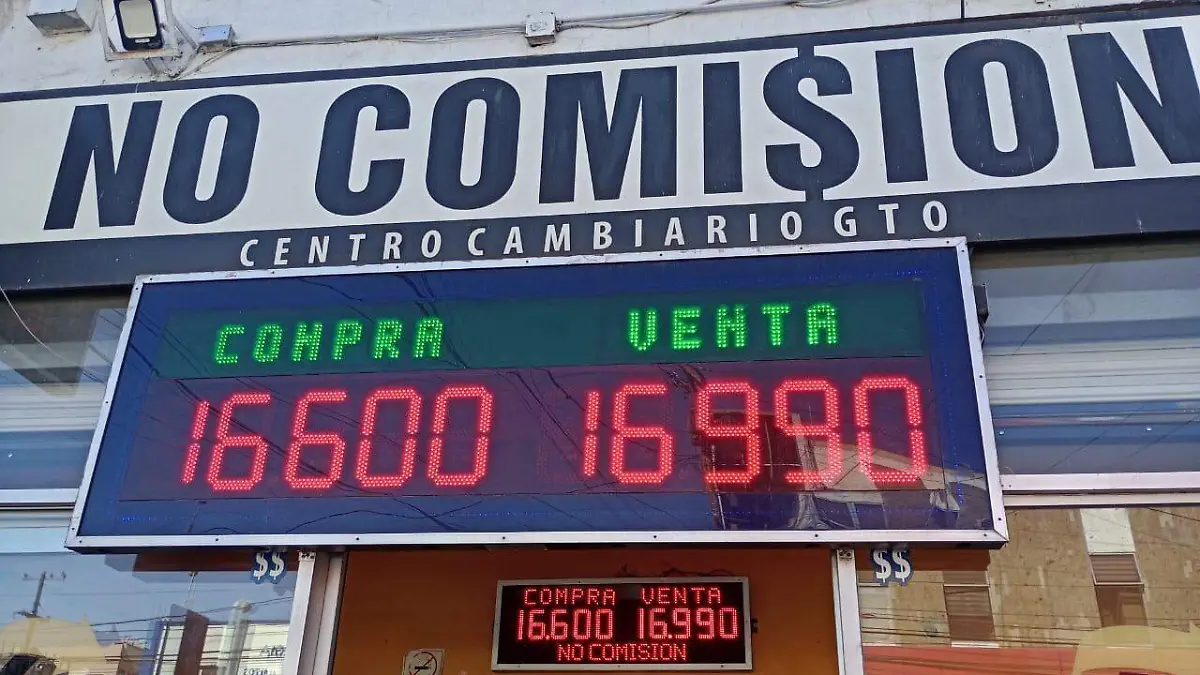 NO COMI$ION
CENTRO CAMBIARIO GTO
COMPRA VENTA
16600 16990
$$ $$
COMPRA VENTA
16.600 16.990
NO COMISION